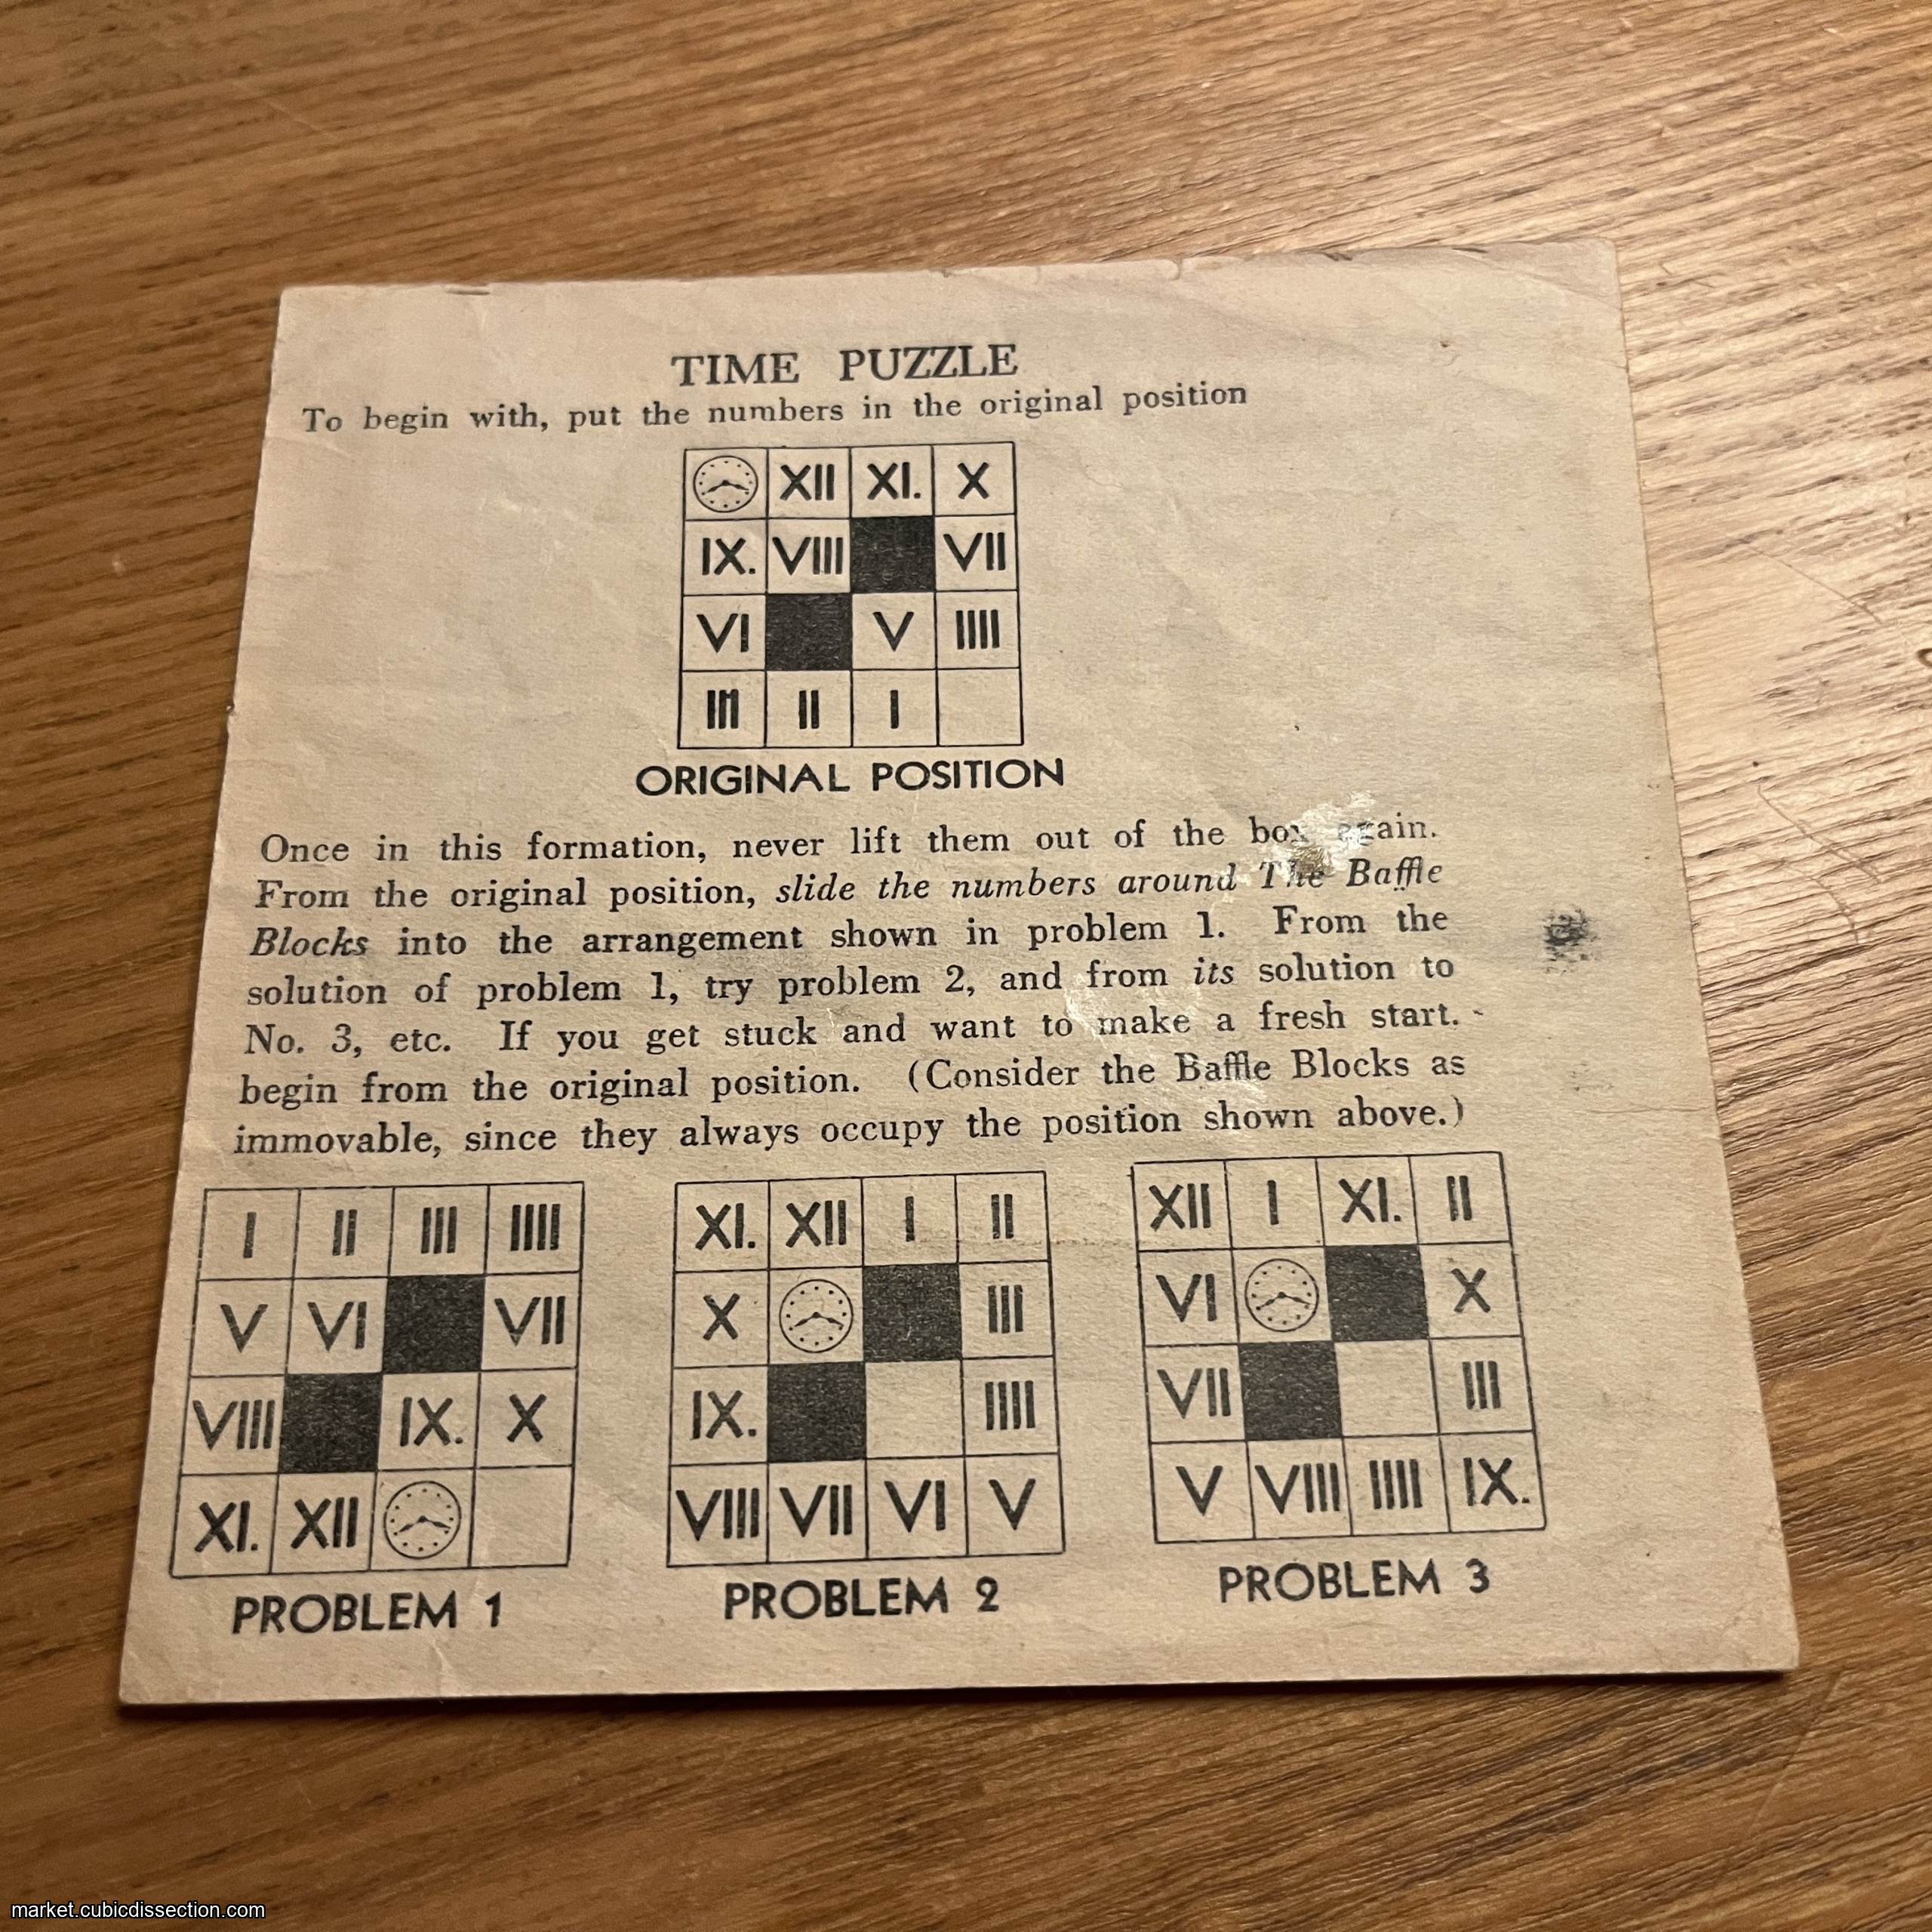 TIME PUZZLE
To begin with, put the numbers in the original position
XII XI. X
IX. VIII VII
VI V IIII
III II I
ORIGINAL POSITION
Once in this formation, never lift them out of the box again.
From the original position, slide the numbers around The Baffle
Blocks into the arrangement shown in problem 1. From the
solution of problem 1, try problem 2, and from its solution to
No. 3, etc. If you get stuck and want to make a fresh start.
begin from the original position. (Consider the Baffle Blocks as
immovable, since they always occupy the position shown above.)
I II III IIII
V VI VII
VIII IX. X
XI. XII
PROBLEM 1
XI. XII I II
X III
IX. IIII
VIII VII VI V
PROBLEM 2
XII I XI. II
VI X
VII III
V VIII IIII IX.
PROBLEM 3
market.cubicdissection.com